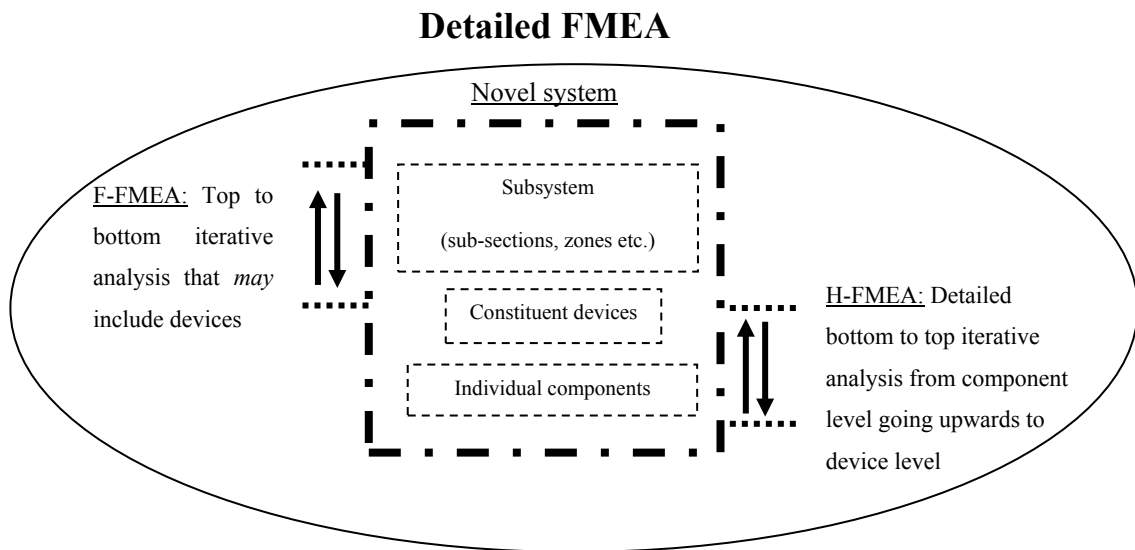 Detailed FMEA
Novel system
F-FMEA: Top to
bottom iterative
analysis that may
include devices
Subsystem
(sub-sections, zones etc.)
Constituent devices
Individual components
H-FMEA: Detailed
bottom to top iterative
analysis from component
level going upwards to
device level